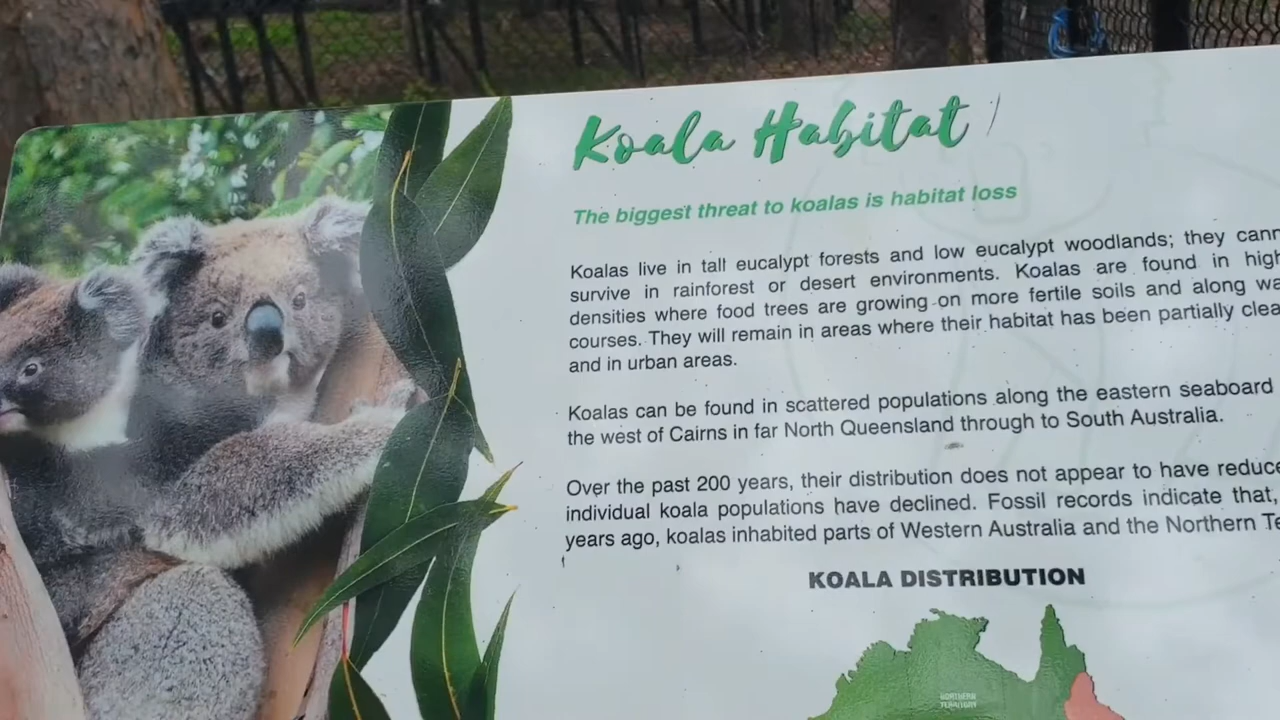 Koala Habitat
The biggest threat to koalas is habitat loss
Koalas live in tall eucalypt forests and low eucalypt woodlands; they
survive in rainforest or desert environments. Koalas are found in
densities where food trees are growing on more fertile soils and along
courses. They will remain in areas where their habitat has been partially
and in urban areas.
Koalas can be found in scattered populations along the eastern seaboard
the west of Cairns in far North Queensland through to South Australia.
Over the past 200 years, their distribution does not appear to have
individual koala populations have declined. Fossil records indicate that,
years ago, koalas inhabited parts of Western Australia and the Northern
KOALA DISTRIBUTION
NORTHERN
TERRITORY